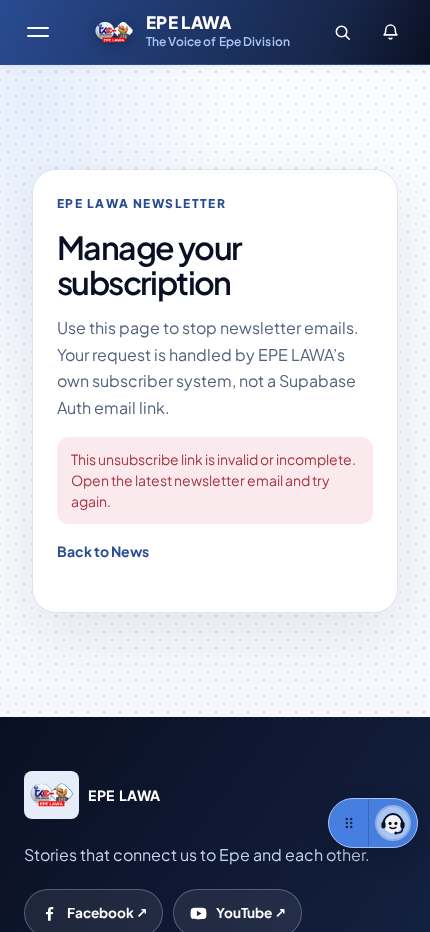 EPE LAWA
The Voice of Epe Division
EPE LAWA NEWSLETTER
Manage your
subscription
Use this page to stop newsletter emails.
Your request is handled by EPE LAWA’s
own subscriber system, not a Supabase
Auth email link.
This unsubscribe link is invalid or incomplete.
Open the latest newsletter email and try
again.
Back to News
EPE LAWA
Stories that connect us to Epe and each other.
Facebook ↗
YouTube ↗